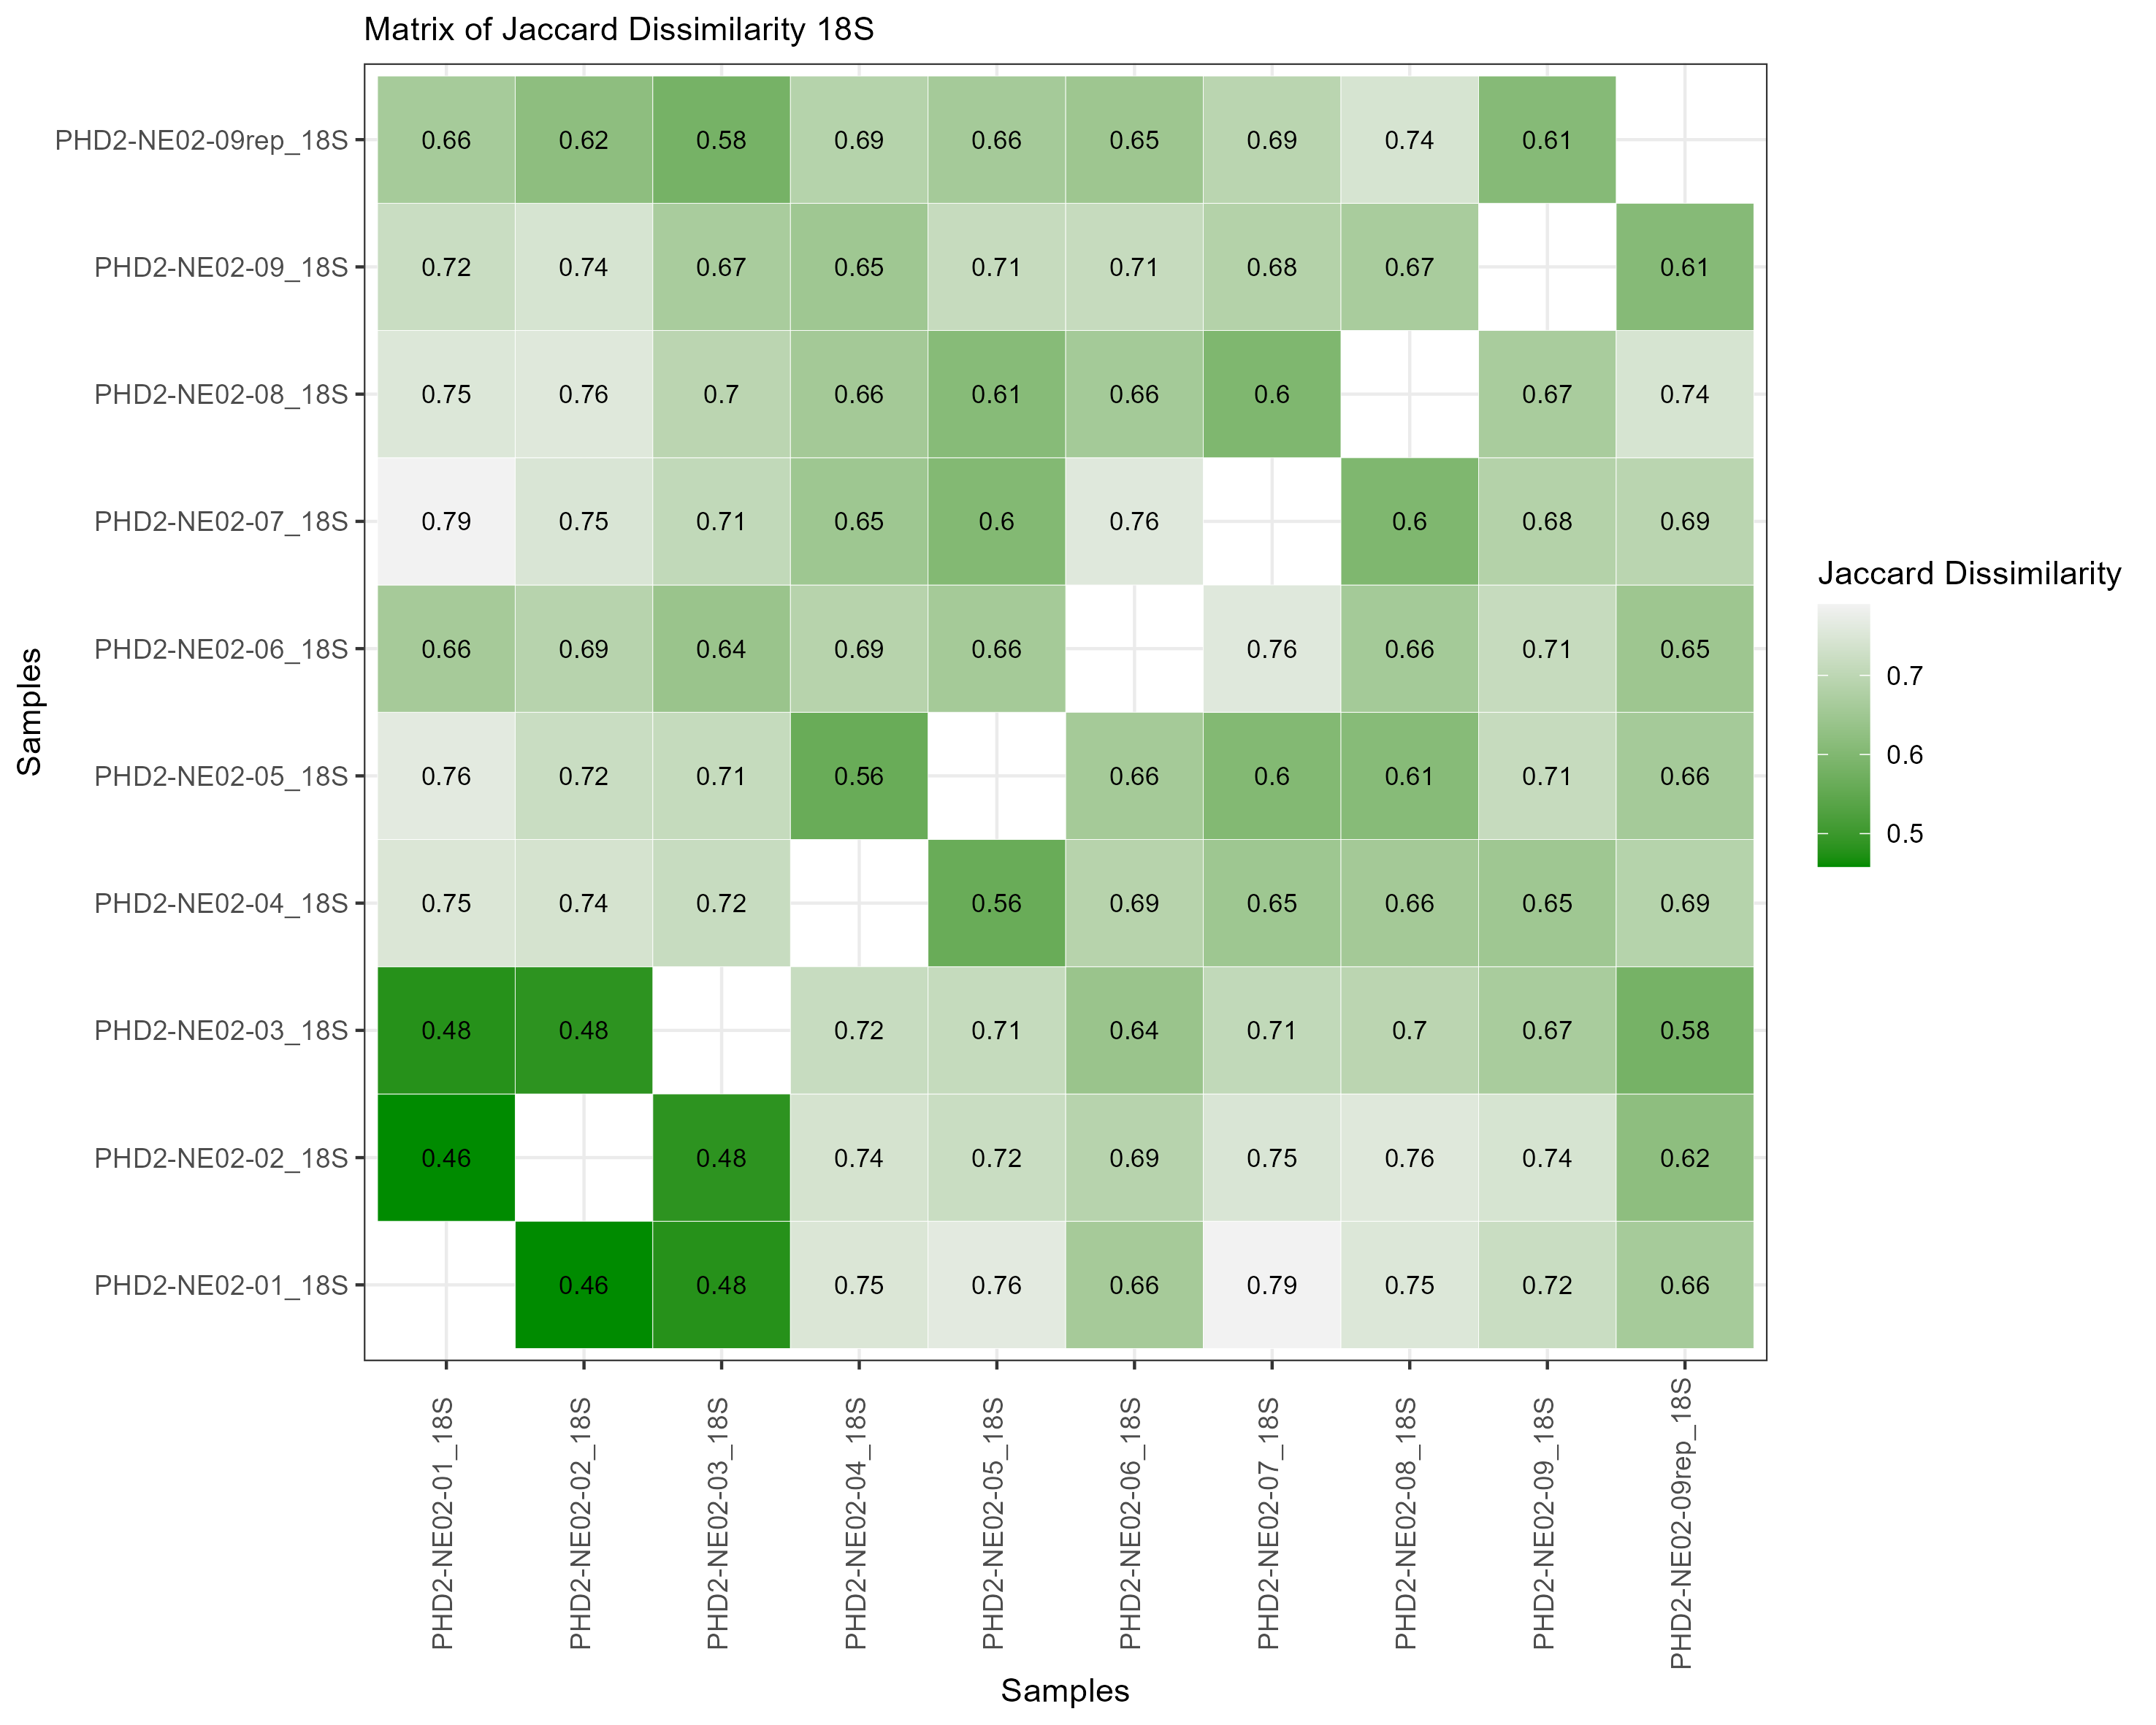 Matrix of Jaccard Dissimilarity 18S
PHD2-NE02-09rep_18S 0.66 0.62 0.58 0.69 0.66 0.65 0.69 0.74 0.61
PHD2-NE02-09_18S 0.72 0.74 0.67 0.65 0.71 0.71 0.68 0.67 0.61
PHD2-NE02-08_18S 0.75 0.76 0.7 0.66 0.61 0.66 0.6 0.67 0.74
PHD2-NE02-07_18S 0.79 0.75 0.71 0.65 0.6 0.76 0.6 0.68 0.69
PHD2-NE02-06_18S 0.66 0.69 0.64 0.69 0.66 0.76 0.66 0.71 0.65
PHD2-NE02-05_18S 0.76 0.72 0.71 0.56 0.66 0.6 0.61 0.71 0.66
PHD2-NE02-04_18S 0.75 0.74 0.72 0.56 0.69 0.65 0.66 0.65 0.69
PHD2-NE02-03_18S 0.48 0.48 0.72 0.71 0.64 0.71 0.7 0.67 0.58
PHD2-NE02-02_18S 0.46 0.48 0.74 0.72 0.69 0.75 0.76 0.74 0.62
PHD2-NE02-01_18S 0.46 0.48 0.75 0.76 0.66 0.79 0.75 0.72 0.66
Samples
PHD2-NE02-01_18S
PHD2-NE02-02_18S
PHD2-NE02-03_18S
PHD2-NE02-04_18S
PHD2-NE02-05_18S
PHD2-NE02-06_18S
PHD2-NE02-07_18S
PHD2-NE02-08_18S
PHD2-NE02-09_18S
PHD2-NE02-09rep_18S
Samples
Jaccard Dissimilarity
0.7
0.6
0.5